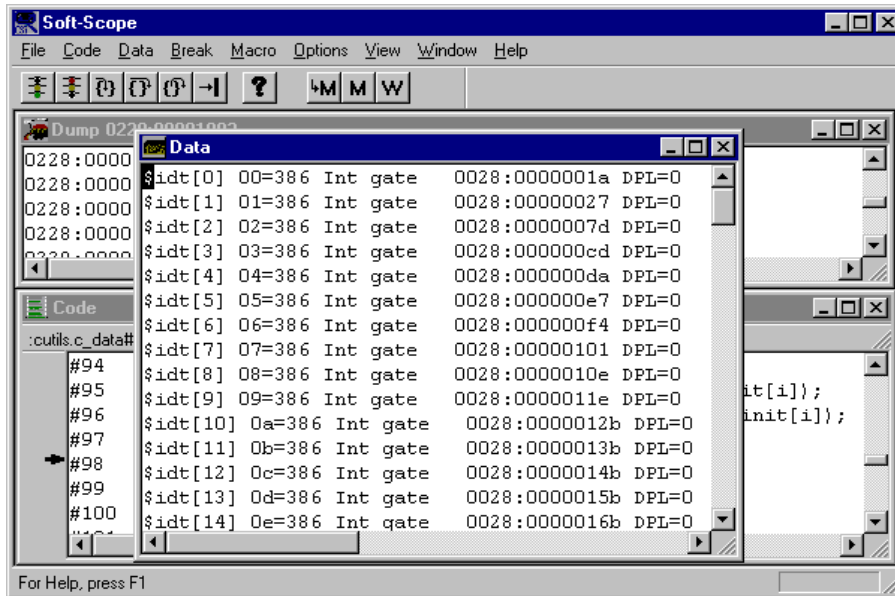 Soft-Scope
File Code Data Break Macro Options View Window Help
? M M W
Dump 0228:00001002
0228:0000
0228:0000
0228:0000
0228:0000
Data
$idt[0] 00=386 Int gate 0028:0000001a DPL=0
$idt[1] 01=386 Int gate 0028:00000027 DPL=0
$idt[2] 02=386 Int gate 0028:0000007d DPL=0
$idt[3] 03=386 Int gate 0028:000000cd DPL=0
$idt[4] 04=386 Int gate 0028:000000da DPL=0
$idt[5] 05=386 Int gate 0028:000000e7 DPL=0
$idt[6] 06=386 Int gate 0028:000000f4 DPL=0
$idt[7] 07=386 Int gate 0028:00000101 DPL=0
$idt[8] 08=386 Int gate 0028:0000010e DPL=0
$idt[9] 09=386 Int gate 0028:0000011e DPL=0
$idt[10] 0a=386 Int gate 0028:0000012b DPL=0
$idt[11] 0b=386 Int gate 0028:0000013b DPL=0
$idt[12] 0c=386 Int gate 0028:0000014b DPL=0
$idt[13] 0d=386 Int gate 0028:0000015b DPL=0
$idt[14] 0e=386 Int gate 0028:0000016b DPL=0
Code
:cutils.c_data#
#94
#95 it[i]);
#96 init[i]);
#97
#98
#99
#100
For Help, press F1